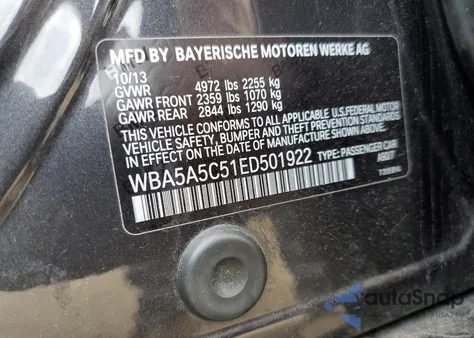 MFD BY BAYERISCHE MOTOREN WERKE AG
10/13
GVWR 4972 lbs 2255 kg
GAWR FRONT 2359 lbs 1070 kg
GAWR REAR 2844 lbs 1290 kg
THIS VEHICLE CONFORMS TO ALL APPLICABLE U.S. FEDERAL MOTOR
VEHICLE SAFETY, BUMPER, AND THEFT PREVENTION STANDARDS
IN EFFECT ON THE DATE OF MANUFACTURE SHOWN ABOVE.
WBA5A5C51ED501922 TYPE: PASSENGER CAR
autoSnap